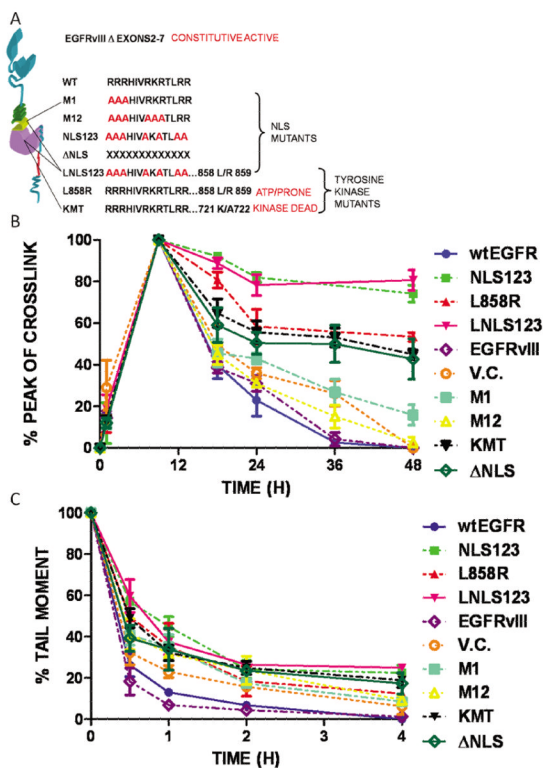 A
EGFRvIII Δ EXONS2-7 CONSTITUTIVE ACTIVE
WT RRRHIVRKRTLRR
M1 AAAHIVRKRTLRR
M12 AAAHIVAAATLRR
NLS123 AAAHIVAKATLAA
ΔNLS XXXXXXXXXXXXX
LNLS123 AAAHIVAKATLAA...858 L/R 859
L858R RRRHIVRKRTLRR...858 L/R 859 ATP/PRONE
KMT RRRHIVRKRTLRR...721 K/A722 KINASE DEAD
NLS
MUTANTS
TYROSINE
KINASE
MUTANTS
B
% PEAK OF CROSSLINK
100
80
60
40
20
0
0 12 24 36 48
TIME (H)
wtEGFR
NLS123
L858R
LNLS123
EGFRvIII
V.C.
M1
M12
KMT
ΔNLS
C
% TAIL MOMENT
100
80
60
40
20
0
0 1 2 3 4
TIME (H)
wtEGFR
NLS123
L858R
LNLS123
EGFRvIII
V.C.
M1
M12
KMT
ΔNLS